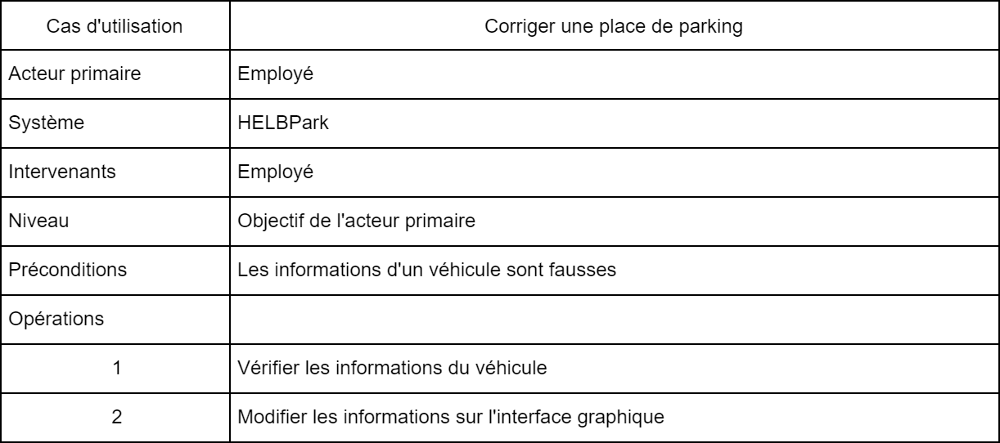 Cas d'utilisation Corriger une place de parking
Acteur primaire Employé
Système HELBPark
Intervenants Employé
Niveau Objectif de l'acteur primaire
Préconditions Les informations d'un véhicule sont fausses
Opérations
1 Vérifier les informations du véhicule
2 Modifier les informations sur l'interface graphique